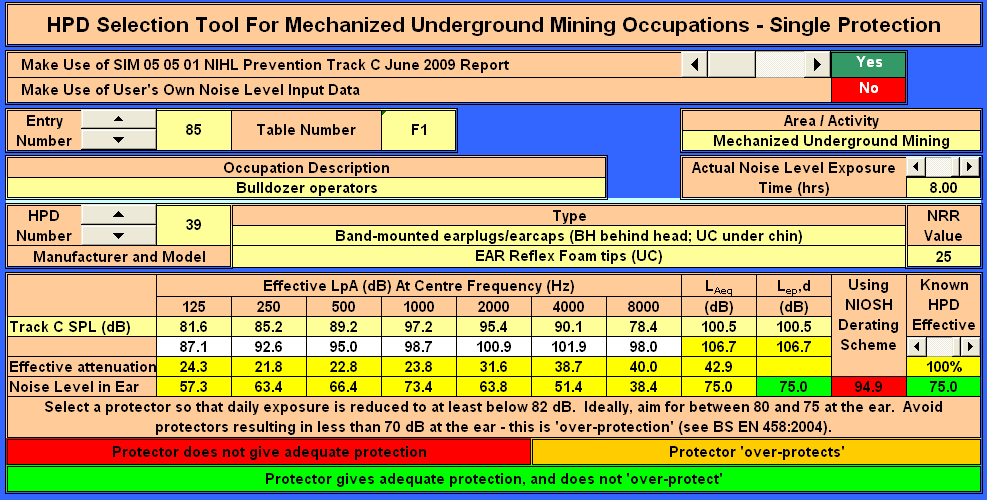 HPD Selection Tool For Mechanized Underground Mining Occupations - Single Protection
Make Use of SIM 05 05 01 NIHL Prevention Track C June 2009 Report Yes
Make Use of User's Own Noise Level Input Data No
Entry Number 85 Table Number F1
Area / Activity
Mechanized Underground Mining
Occupation Description
Bulldozer operators
Actual Noise Level Exposure
Time (hrs) 8.00
HPD Number 39
Manufacturer and Model
Type
Band-mounted earplugs/earcaps (BH behind head; UC under chin)
EAR Reflex Foam tips (UC)
NRR
Value
25
Effective LpA (dB) At Centre Frequency (Hz) LAeq Lep,d Using Known
125 250 500 1000 2000 4000 8000 (dB) (dB) NIOSH HPD
Track C SPL (dB) 81.6 85.2 89.2 97.2 95.4 90.1 78.4 100.5 100.5 Derating Effective
87.1 92.6 95.0 98.7 100.9 101.9 98.0 106.7 106.7 Scheme
Effective attenuation 24.3 21.8 22.8 23.8 31.6 38.7 40.0 42.9 100%
Noise Level in Ear 57.3 63.4 66.4 73.4 63.8 51.4 38.4 75.0 75.0 94.9 75.0
Select a protector so that daily exposure is reduced to at least below 82 dB. Ideally, aim for between 80 and 75 at the ear. Avoid
protectors resulting in less than 70 dB at the ear - this is 'over-protection' (see BS EN 458:2004).
Protector does not give adequate protection Protector 'over-protects'
Protector gives adequate protection, and does not 'over-protect'